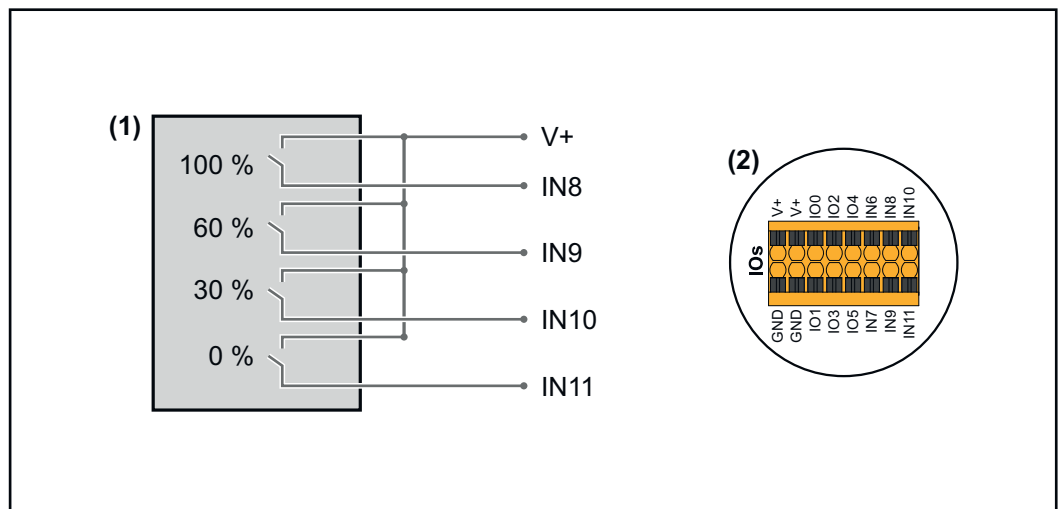 (1)
100 %
60 %
30 %
0 %
V+
IN8
IN9
IN10
IN11
(2)
V+ V+ IO0 IO2 IO4 IN6 IN8 IN10
IOs
GND GND IO1 IO3 IO5 IN7 IN9 IN11